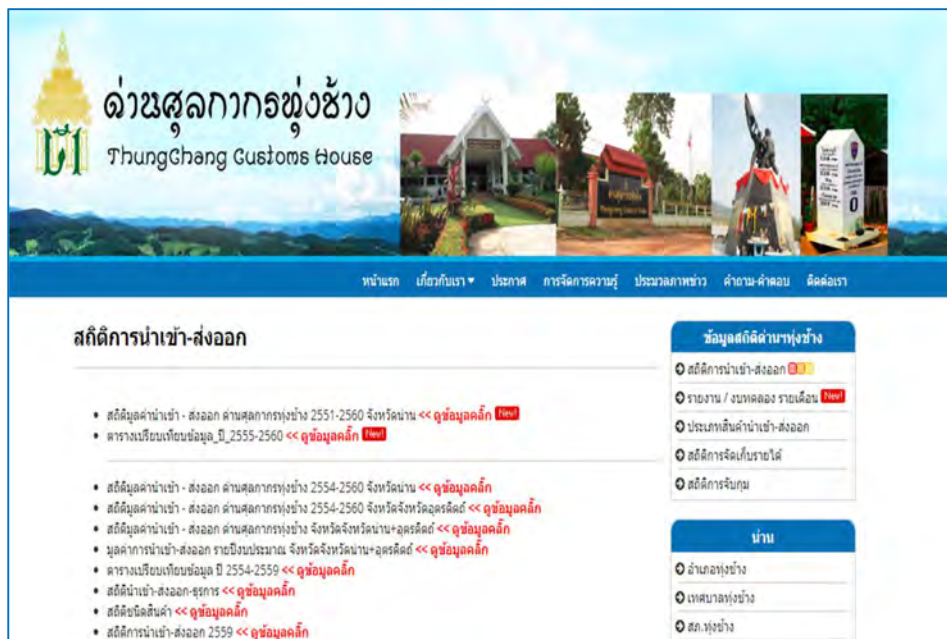 ด่านศุลกากรทุ่งช้าง
ThungChang Customs House
หน้าแรก เกี่ยวกับเรา ▾ ประกาศ การจัดการความรู้ ประมวลภาพข่าว คำถาม-คำตอบ ติดต่อเรา
สถิติการนำเข้า-ส่งออก
• สถิติมูลค่านำเข้า - ส่งออก ด่านศุลกากรทุ่งช้าง 2551-2560 จังหวัดน่าน << ดูข้อมูลคลิ๊ก New!
• ตารางเปรียบเทียบข้อมูล_ปี_2555-2560 << ดูข้อมูลคลิ๊ก New!
• สถิติมูลค่านำเข้า - ส่งออก ด่านศุลกากรทุ่งช้าง 2554-2560 จังหวัดน่าน << ดูข้อมูลคลิ๊ก
• สถิติมูลค่านำเข้า - ส่งออก ด่านศุลกากรทุ่งช้าง 2554-2560 จังหวัดจังหวัดอุตรดิตถ์ << ดูข้อมูลคลิ๊ก
• สถิติมูลค่านำเข้า - ส่งออก ด่านศุลกากรทุ่งช้าง จังหวัดจังหวัดน่าน+อุตรดิตถ์ << ดูข้อมูลคลิ๊ก
• มูลค่าการนำเข้า-ส่งออก รายปีงบประมาณ จังหวัดจังหวัดน่าน+อุตรดิตถ์ << ดูข้อมูลคลิ๊ก
• ตารางเปรียบเทียบข้อมูล ปี 2554-2559 << ดูข้อมูลคลิ๊ก
• สถิตินำเข้า-ส่งออก-ธุรการ << ดูข้อมูลคลิ๊ก
• สถิติชนิดสินค้า << ดูข้อมูลคลิ๊ก
• สถิติการนำเข้า-ส่งออก 2559 << ดูข้อมูลคลิ๊ก
ข้อมูลสถิติด่านฯทุ่งช้าง
สถิติการนำเข้า-ส่งออก
รายงาน / งบทดลอง รายเดือน New!
ประเภทสินค้านำเข้า-ส่งออก
สถิติการจัดเก็บรายได้
สถิติการจับกุม
น่าน
อำเภอทุ่งช้าง
เทศบาลทุ่งช้าง
สภ.ทุ่งช้าง